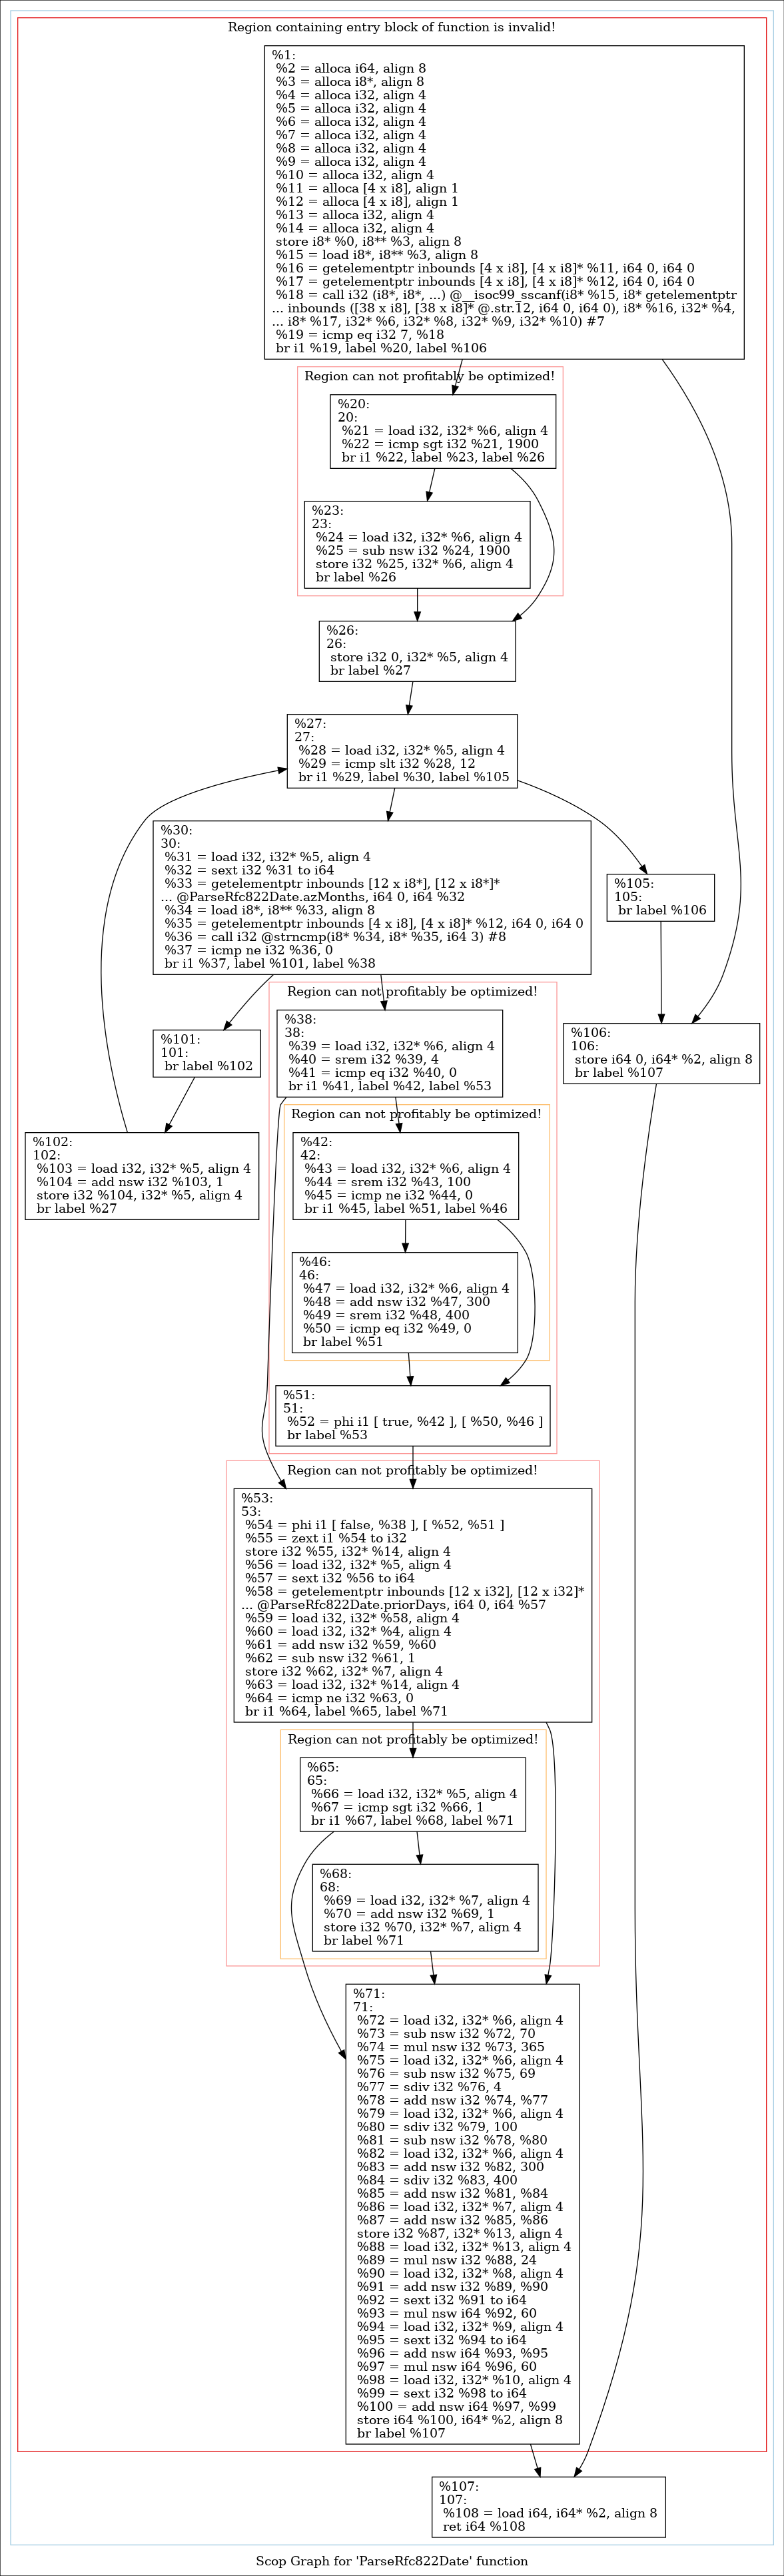 Region containing entry block of function is invalid!
%1:
%2 = alloca i64, align 8
%3 = alloca i8*, align 8
%4 = alloca i32, align 4
%5 = alloca i32, align 4
%6 = alloca i32, align 4
%7 = alloca i32, align 4
%8 = alloca i32, align 4
%9 = alloca i32, align 4
%10 = alloca i32, align 4
%11 = alloca [4 x i8], align 1
%12 = alloca [4 x i8], align 1
%13 = alloca i32, align 4
%14 = alloca i32, align 4
store i8* %0, i8** %3, align 8
%15 = load i8*, i8** %3, align 8
%16 = getelementptr inbounds [4 x i8], [4 x i8]* %11, i64 0, i64 0
%17 = getelementptr inbounds [4 x i8], [4 x i8]* %12, i64 0, i64 0
%18 = call i32 (i8*, i8*, ...) @__isoc99_sscanf(i8* %15, i8* getelementptr
... inbounds ([38 x i8], [38 x i8]* @.str.12, i64 0, i64 0), i8* %16, i32* %4,
... i8* %17, i32* %6, i32* %8, i32* %9, i32* %10) #7
%19 = icmp eq i32 7, %18
br i1 %19, label %20, label %106
Region can not profitably be optimized!
%20:
20:
%21 = load i32, i32* %6, align 4
%22 = icmp sgt i32 %21, 1900
br i1 %22, label %23, label %26
%23:
23:
%24 = load i32, i32* %6, align 4
%25 = sub nsw i32 %24, 1900
store i32 %25, i32* %6, align 4
br label %26
%26:
26:
store i32 0, i32* %5, align 4
br label %27
%27:
27:
%28 = load i32, i32* %5, align 4
%29 = icmp slt i32 %28, 12
br i1 %29, label %30, label %105
%30:
30:
%31 = load i32, i32* %5, align 4
%32 = sext i32 %31 to i64
%33 = getelementptr inbounds [12 x i8*], [12 x i8*]*
... @ParseRfc822Date.azMonths, i64 0, i64 %32
%34 = load i8*, i8** %33, align 8
%35 = getelementptr inbounds [4 x i8], [4 x i8]* %12, i64 0, i64 0
%36 = call i32 @strncmp(i8* %34, i8* %35, i64 3) #8
%37 = icmp ne i32 %36, 0
br i1 %37, label %101, label %38
%105:
105:
br label %106
Region can not profitably be optimized!
%38:
38:
%39 = load i32, i32* %6, align 4
%40 = srem i32 %39, 4
%41 = icmp eq i32 %40, 0
br i1 %41, label %42, label %53
%101:
101:
br label %102
%106:
106:
store i64 0, i64* %2, align 8
br label %107
Region can not profitably be optimized!
%102:
102:
%103 = load i32, i32* %5, align 4
%104 = add nsw i32 %103, 1
store i32 %104, i32* %5, align 4
br label %27
%42:
42:
%43 = load i32, i32* %6, align 4
%44 = srem i32 %43, 100
%45 = icmp ne i32 %44, 0
br i1 %45, label %51, label %46
%46:
46:
%47 = load i32, i32* %6, align 4
%48 = add nsw i32 %47, 300
%49 = srem i32 %48, 400
%50 = icmp eq i32 %49, 0
br label %51
%51:
51:
%52 = phi i1 [ true, %42 ], [ %50, %46 ]
br label %53
Region can not profitably be optimized!
%53:
53:
%54 = phi i1 [ false, %38 ], [ %52, %51 ]
%55 = zext i1 %54 to i32
store i32 %55, i32* %14, align 4
%56 = load i32, i32* %5, align 4
%57 = sext i32 %56 to i64
%58 = getelementptr inbounds [12 x i32], [12 x i32]*
... @ParseRfc822Date.priorDays, i64 0, i64 %57
%59 = load i32, i32* %58, align 4
%60 = load i32, i32* %4, align 4
%61 = add nsw i32 %59, %60
%62 = sub nsw i32 %61, 1
store i32 %62, i32* %7, align 4
%63 = load i32, i32* %14, align 4
%64 = icmp ne i32 %63, 0
br i1 %64, label %65, label %71
Region can not profitably be optimized!
%65:
65:
%66 = load i32, i32* %5, align 4
%67 = icmp sgt i32 %66, 1
br i1 %67, label %68, label %71
%68:
68:
%69 = load i32, i32* %7, align 4
%70 = add nsw i32 %69, 1
store i32 %70, i32* %7, align 4
br label %71
%71:
71:
%72 = load i32, i32* %6, align 4
%73 = sub nsw i32 %72, 70
%74 = mul nsw i32 %73, 365
%75 = load i32, i32* %6, align 4
%76 = sub nsw i32 %75, 69
%77 = sdiv i32 %76, 4
%78 = add nsw i32 %74, %77
%79 = load i32, i32* %6, align 4
%80 = sdiv i32 %79, 100
%81 = sub nsw i32 %78, %80
%82 = load i32, i32* %6, align 4
%83 = add nsw i32 %82, 300
%84 = sdiv i32 %83, 400
%85 = add nsw i32 %81, %84
%86 = load i32, i32* %7, align 4
%87 = add nsw i32 %85, %86
store i32 %87, i32* %13, align 4
%88 = load i32, i32* %13, align 4
%89 = mul nsw i32 %88, 24
%90 = load i32, i32* %8, align 4
%91 = add nsw i32 %89, %90
%92 = sext i32 %91 to i64
%93 = mul nsw i64 %92, 60
%94 = load i32, i32* %9, align 4
%95 = sext i32 %94 to i64
%96 = add nsw i64 %93, %95
%97 = mul nsw i64 %96, 60
%98 = load i32, i32* %10, align 4
%99 = sext i32 %98 to i64
%100 = add nsw i64 %97, %99
store i64 %100, i64* %2, align 8
br label %107
%107:
107:
%108 = load i64, i64* %2, align 8
ret i64 %108
Scop Graph for 'ParseRfc822Date' function